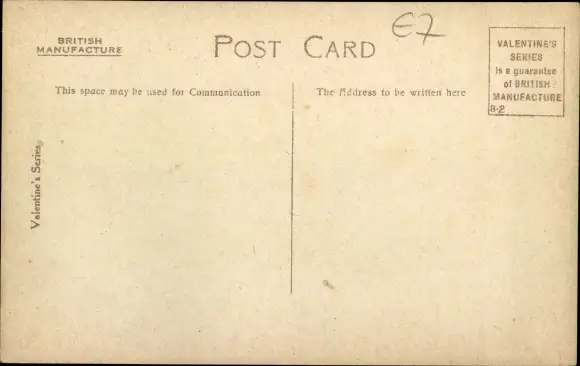 BRITISH
MANUFACTURE
POST CARD
E7
VALENTINE'S
SERIES
is a guarantee
of BRITISH
MANUFACTURE
B-2
This space may be used for Communication
The Address to be written here
Valentine's Series